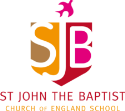 SJB
ST JOHN THE BAPTIST
CHURCH OF ENGLAND SCHOOL